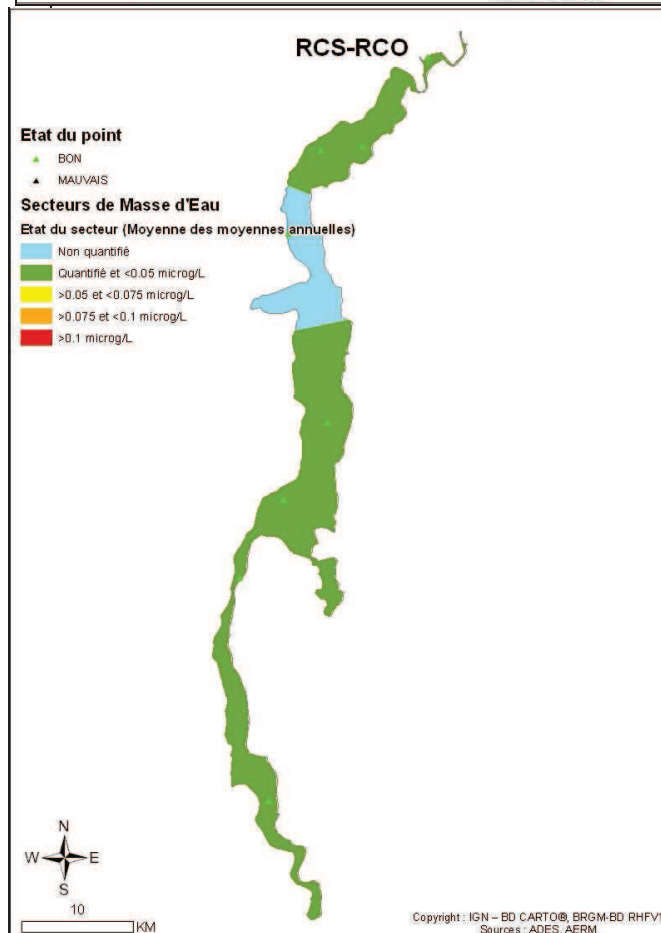 RCS-RCO
Etat du point
BON
MAUVAIS
Secteurs de Masse d'Eau
Etat du secteur (Moyenne des moyennes annuelles)
Non quantifié
Quantifié et <0.05 microg/L
>0.05 et <0.075 microg/L
>0.075 et <0.1 microg/L
>0.1 microg/L
N
W E
S
10
KM
Copyright : IGN – BD CARTO®, BRGM-BD RHFV1
Sources : ADES, AERM